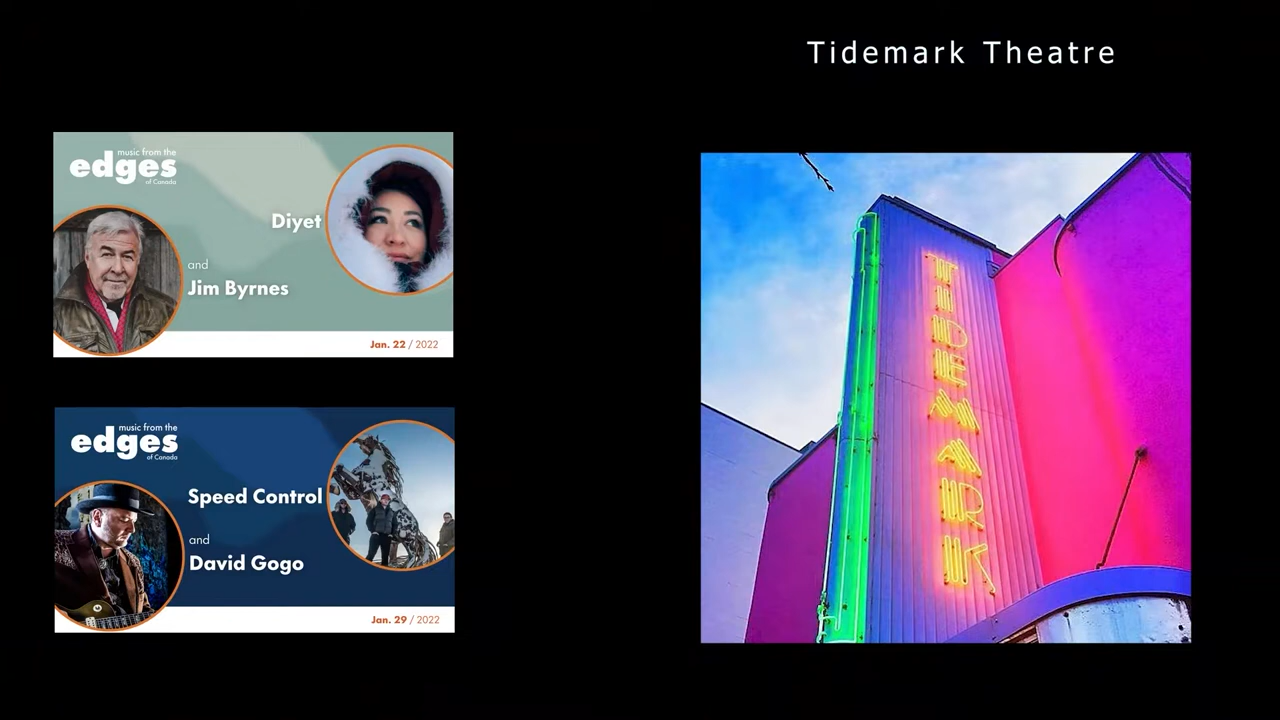 Tidemark Theatre
music from the
edges
of Canada
Diyet
and
Jim Byrnes
Jan. 22 / 2022
music from the
edges
of Canada
Speed Control
and
David Gogo
Jan. 29 / 2022
TIDEMARK